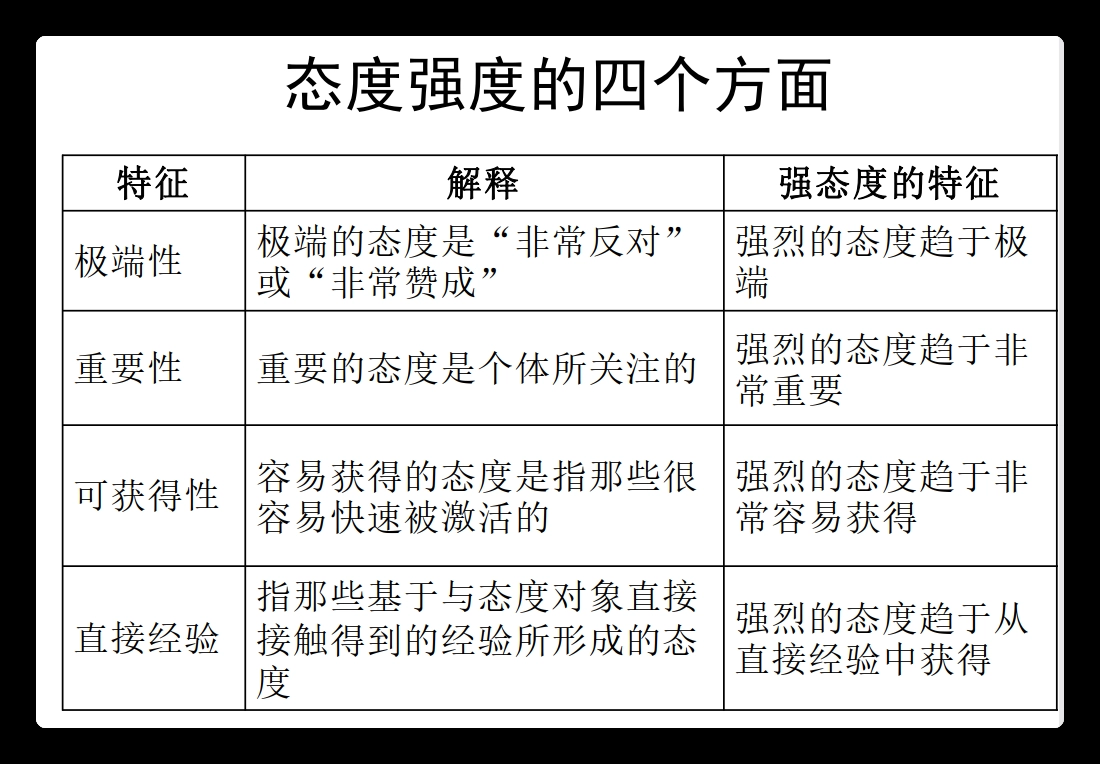 态度强度的四个方面
特征
解释
强态度的特征
极端性
极端的态度是“非常反对”
或“非常赞成”
强烈的态度趋于极
端
重要性
重要的态度是个体所关注的
强烈的态度趋于非
常重要
可获得性
容易获得的态度是指那些很
容易快速被激活的
强烈的态度趋于非
常容易获得
直接经验
指那些基于与态度对象直接
接触得到的经验所形成的态
度
强烈的态度趋于从
直接经验中获得